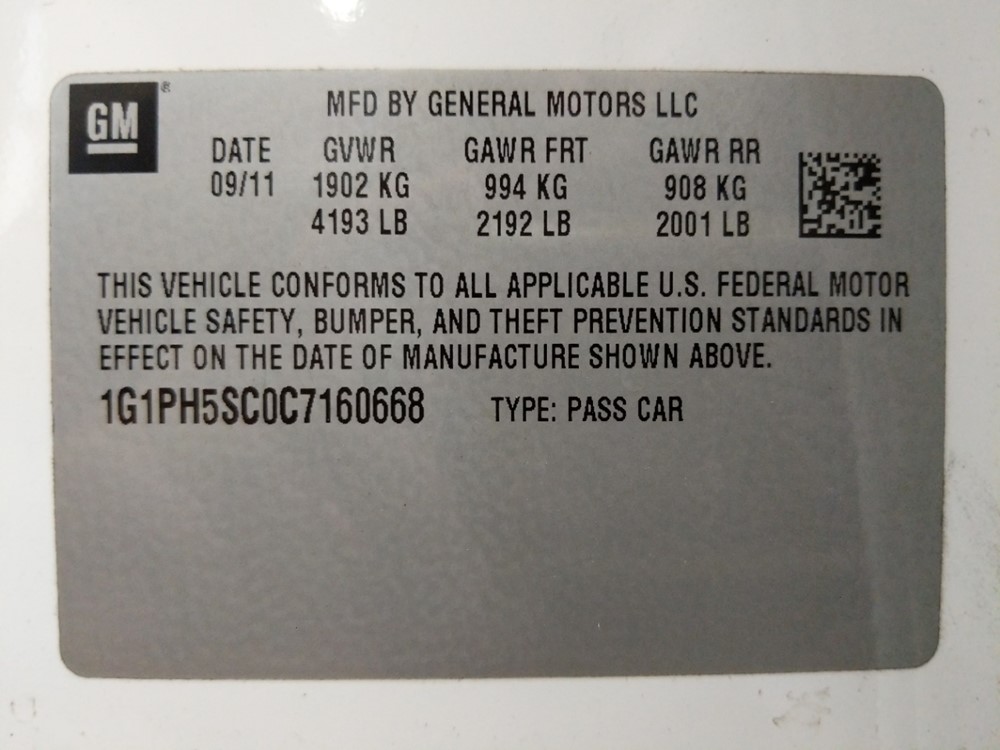 GM®
MFD BY GENERAL MOTORS LLC
DATE GVWR GAWR FRT GAWR RR
09/11 1902 KG 994 KG 908 KG
4193 LB 2192 LB 2001 LB
THIS VEHICLE CONFORMS TO ALL APPLICABLE U.S. FEDERAL MOTOR
VEHICLE SAFETY, BUMPER, AND THEFT PREVENTION STANDARDS IN
EFFECT ON THE DATE OF MANUFACTURE SHOWN ABOVE.
1G1PH5SC0C7160668 TYPE: PASS CAR